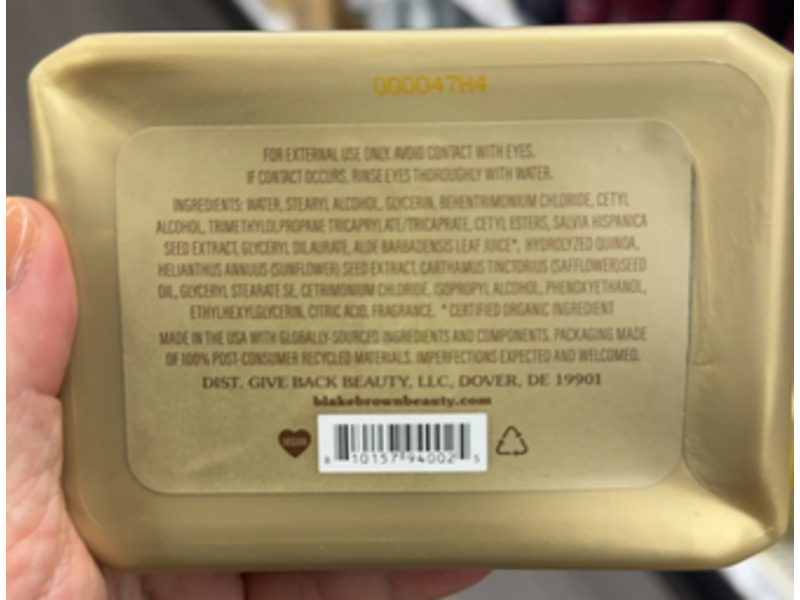 000047H4
FOR EXTERNAL USE ONLY. AVOID CONTACT WITH EYES.
IF CONTACT OCCURS, RINSE EYES THOROUGHLY WITH WATER.
INGREDIENTS: WATER, STEARYL ALCOHOL, GLYCERIN, BEHENTRIMONIUM CHLORIDE, CETYL
ALCOHOL, TRIMETHYLOLPROPANE TRICAPRYLATE/TRICAPRATE, CETYL ESTERS, SALVIA HISPANICA
SEED EXTRACT, GLYCERYL DILAURATE, ALOE BARBADENSIS LEAF JUICE*, HYDROLYZED QUINOA,
HELIANTHUS ANNUUS (SUNFLOWER) SEED EXTRACT, CARTHAMUS TINCTORIUS (SAFFLOWER)SEED
OIL, GLYCERYL STEARATE SE, CETRIMONIUM CHLORIDE, ISOPROPYL ALCOHOL, PHENOXYETHANOL,
ETHYLHEXYLGLYCERIN, CITRIC ACID, FRAGRANCE. * CERTIFIED ORGANIC INGREDIENT
MADE IN THE USA WITH GLOBALLY-SOURCED INGREDIENTS AND COMPONENTS. PACKAGING MADE
OF 100% POST-CONSUMER RECYCLED MATERIALS. IMPERFECTIONS EXPECTED AND WELCOMED.
DIST. GIVE BACK BEAUTY, LLC, DOVER, DE 19901
blakebrownbeauty.com
VEGAN
8 10157 94002 5